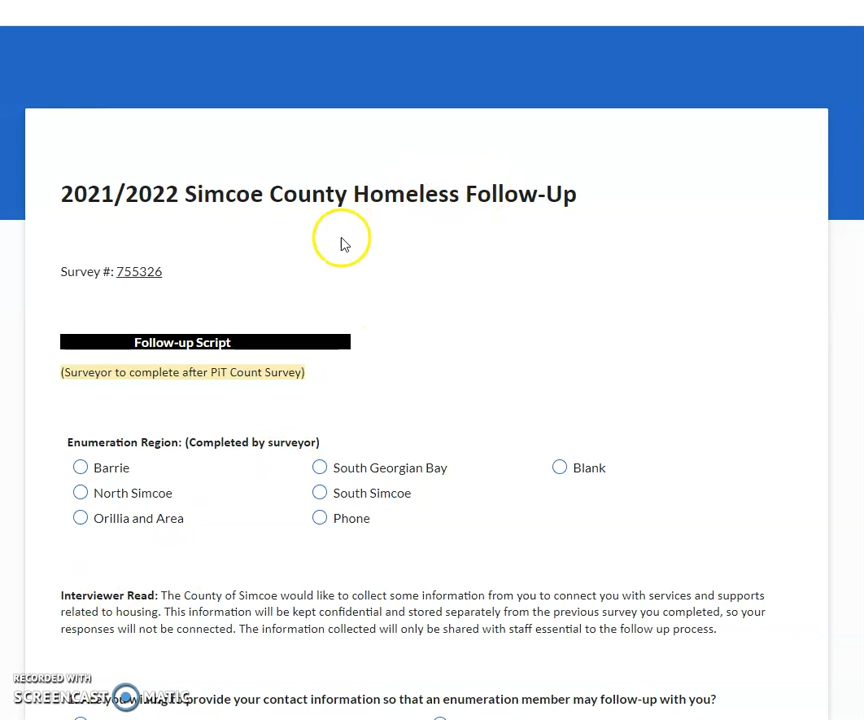 2021/2022 Simcoe County Homeless Follow-Up
Survey #: 755326
Follow-up Script
(Surveyor to complete after PiT Count Survey)
Enumeration Region: (Completed by surveyor)
Barrie South Georgian Bay Blank
North Simcoe South Simcoe
Orillia and Area Phone
Interviewer Read: The County of Simcoe would like to collect some information from you to connect you with services and supports
related to housing. This information will be kept confidential and stored separately from the previous survey you completed, so your
responses will not be connected. The information collected will only be shared with staff essential to the follow up process.
RECORDED WITH
SCREENCAST MATIC
you to provide your contact information so that an enumeration member may follow-up with you?